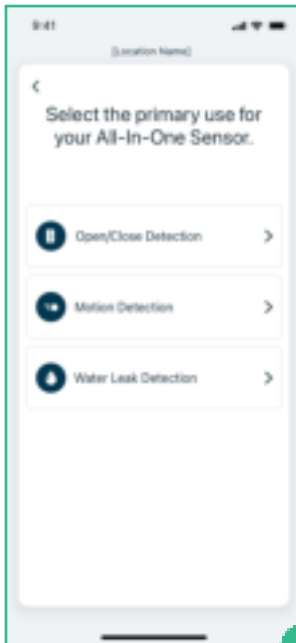 9:41
[Location Name]
Select the primary use for
your All-In-One Sensor.
Open/Close Detection
Motion Detection
Water Leak Detection